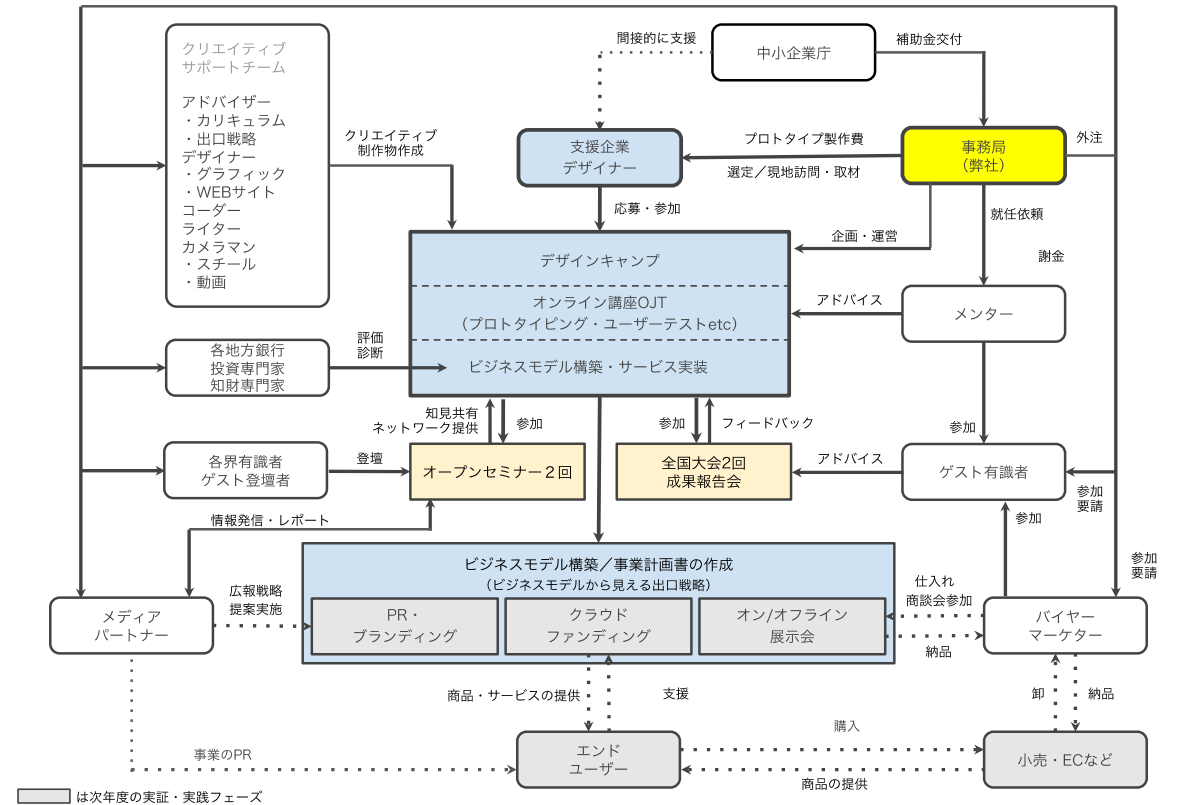 クリエイティブ
サポートチーム
アドバイザー
・カリキュラム
・出口戦略
デザイナー
・グラフィック
・WEBサイト
コーダー
ライター
カメラマン
・スチール
・動画
間接的に支援
中小企業庁
補助金交付
クリエイティブ
制作物作成
支援企業
デザイナー
プロトタイプ製作費
選定／現地訪問・取材
事務局
（弊社）
外注
応募・参加
就任依頼
企画・運営
謝金
デザインキャンプ
オンライン講座OJT
（プロトタイピング・ユーザーテストetc）
ビジネスモデル構築・サービス実装
アドバイス
メンター
各地方銀行
投資専門家
知財専門家
評価
診断
知見共有
ネットワーク提供
参加
参加
フィードバック
参加
各界有識者
ゲスト登壇者
登壇
オープンセミナー２回
全国大会2回
成果報告会
アドバイス
ゲスト有識者
参加
要請
情報発信・レポート
参加
ビジネスモデル構築／事業計画書の作成
（ビジネスモデルから見える出口戦略）
参加
要請
広報戦略
提案実施
仕入れ
商談会参加
メディア
パートナー
PR・
ブランディング
クラウド
ファンディング
オン/オフライン
展示会
バイヤー
マーケター
納品
商品・サービスの提供
支援
卸
納品
事業のPR
エンド
ユーザー
購入
商品の提供
小売・ECなど
は次年度の実証・実践フェーズ